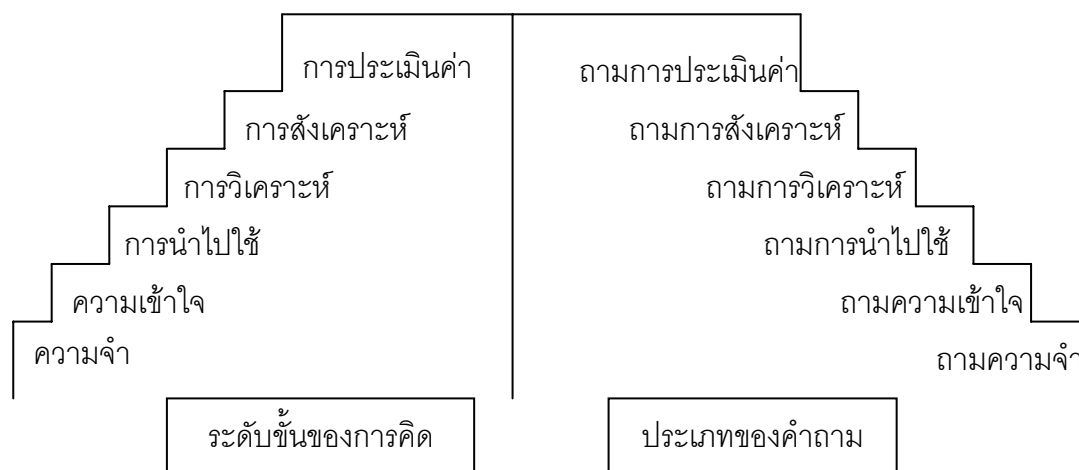 การประเมินค่า ถามการประเมินค่า
การสังเคราะห์ ถามการสังเคราะห์
การวิเคราะห์ ถามการวิเคราะห์
การนำไปใช้ ถามการนำไปใช้
ความเข้าใจ ถามความเข้าใจ
ความจำ ถามความจำ
ระดับขั้นของการคิด ประเภทของคำถาม